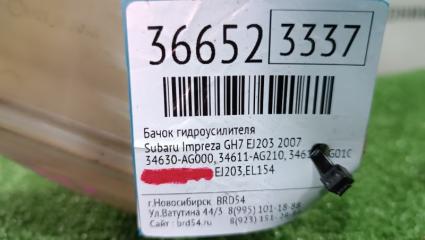 36652 3337
Бачок гидроусилителя
Subaru Impreza GH7 EJ203 2007
34630-AG000, 34611-AG210,
EJ203,EL154
г.Новосибирск BRD54
Ул.Ватутина 44/3 8(995) 101-18-88
Сайт: brd54.ru